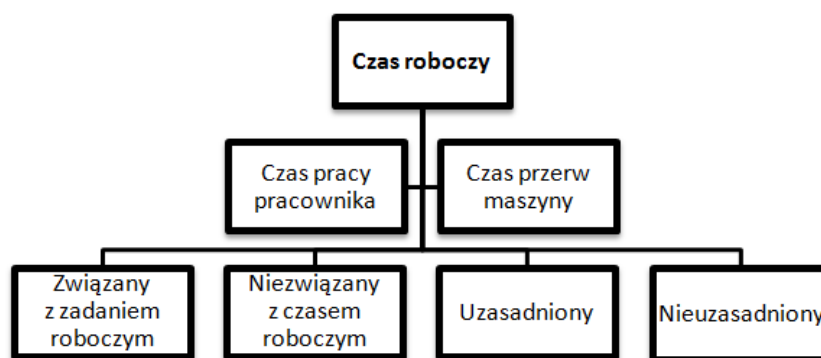 Czas roboczy
Czas pracy
pracownika
Czas przerw
maszyny
Związany
z zadaniem
roboczym
Niezwiązany
z czasem
roboczym
Uzasadniony
Nieuzasadniony